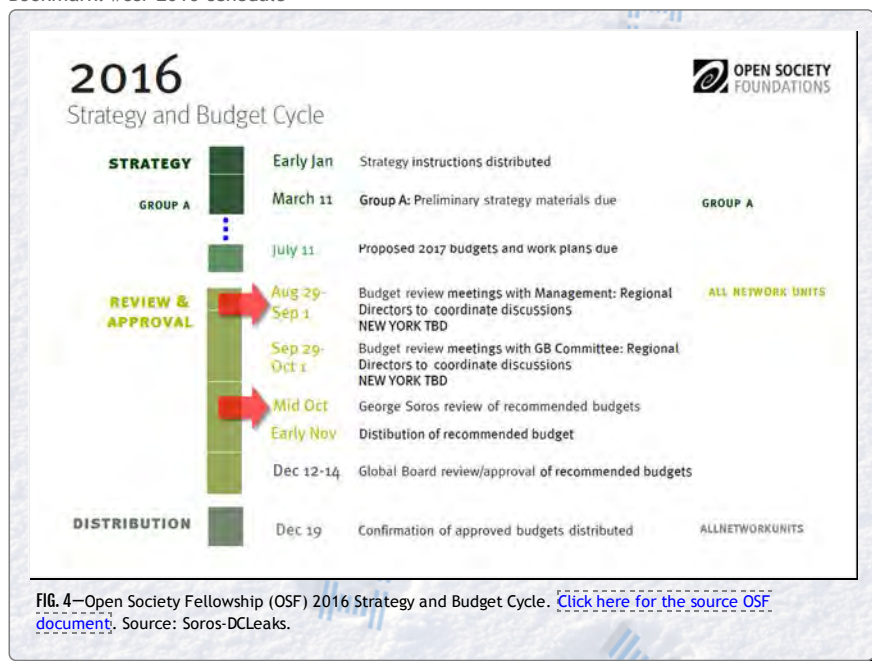 Bookmark: #osf-2016-schedule
2016
Strategy and Budget Cycle
OPEN SOCIETY
FOUNDATIONS
STRATEGY
Early Jan Strategy instructions distributed
GROUP A March 11 Group A: Preliminary strategy materials due GROUP A
July 11 Proposed 2017 budgets and work plans due
REVIEW &
APPROVAL
Aug 29-
Sep 1
Budget review meetings with Management: Regional
Directors to coordinate discussions
NEW YORK TBD
ALL NETWORK UNITS
Sep 29-
Oct 1
Budget review meetings with GB Committee: Regional
Directors to coordinate discussions
NEW YORK TBD
Mid Oct George Soros review of recommended budgets
Early Nov Distibution of recommended budget
Dec 12-14 Global Board review/approval of recommended budgets
DISTRIBUTION Dec 19 Confirmation of approved budgets distributed ALLNETWORKUNITS
FIG. 4—Open Society Fellowship (OSF) 2016 Strategy and Budget Cycle. Click here for the source OSF
document. Source: Soros-DCLeaks.